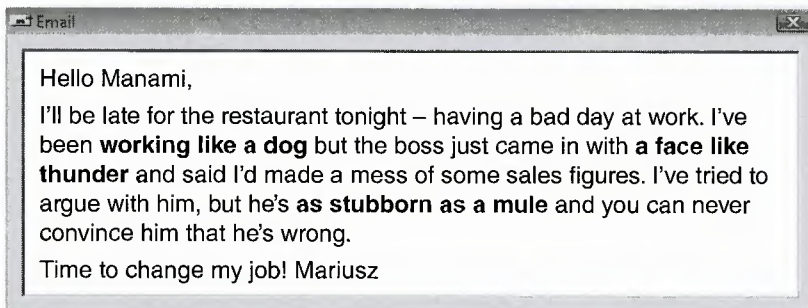 Email
Hello Manami,
I'll be late for the restaurant tonight – having a bad day at work. I've
been working like a dog but the boss just came in with a face like
thunder and said I'd made a mess of some sales figures. I've tried to
argue with him, but he's as stubborn as a mule and you can never
convince him that he's wrong.
Time to change my job! Mariusz